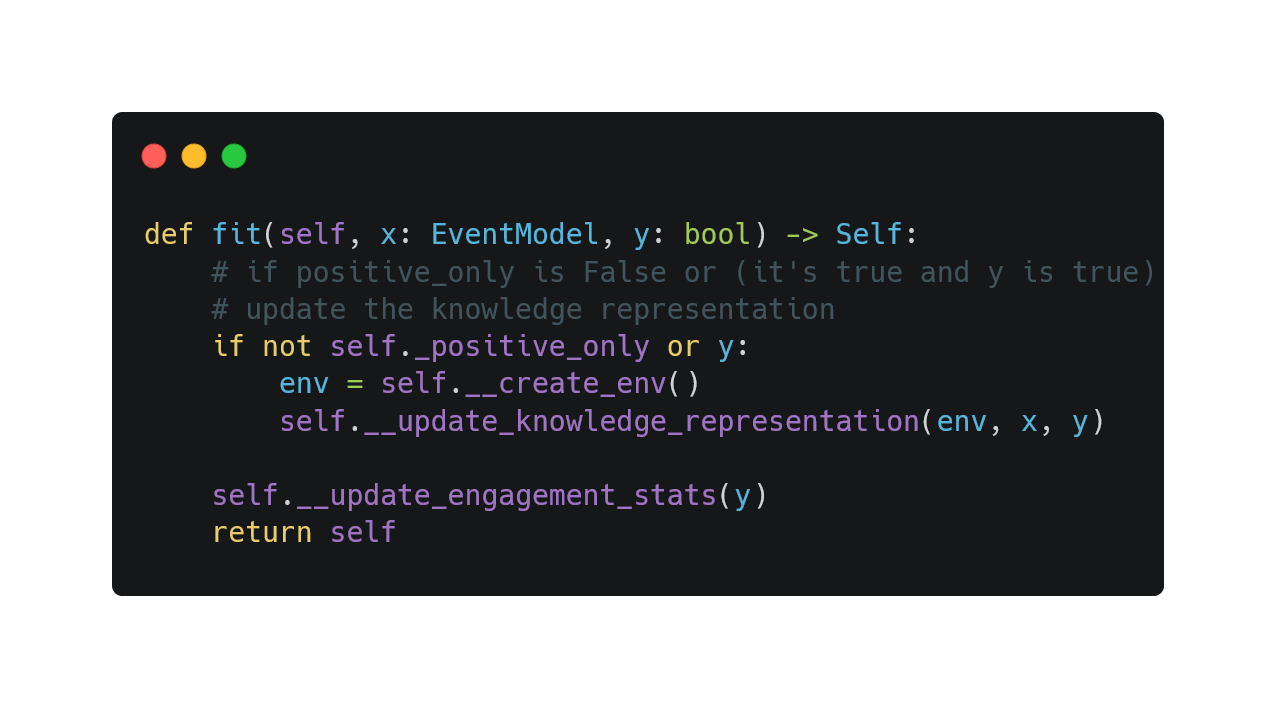 def fit(self, x: EventModel, y: bool) -> Self:
    # if positive_only is False or (it's true and y is true)
    # update the knowledge representation
    if not self._positive_only or y:
        env = self.__create_env()
        self.__update_knowledge_representation(env, x, y)

    self.__update_engagement_stats(y)
    return self